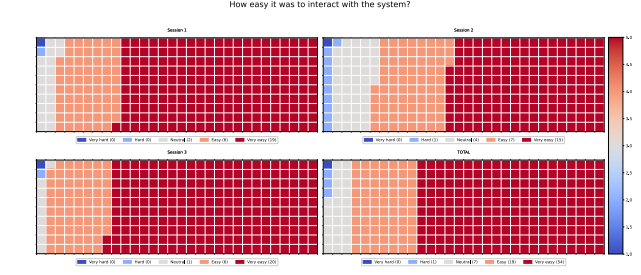 How easy it was to interact with the system?
Session 1
Session 2
Very hard (0) Hard (0) Neutral (2) Easy (6) Very easy (19)
Very hard (0) Hard (1) Neutral (4) Easy (7) Very easy (15)
Session 3
TOTAL
Very hard (0) Hard (0) Neutral (1) Easy (6) Very easy (20)
Very hard (0) Hard (1) Neutral (7) Easy (19) Very easy (54)